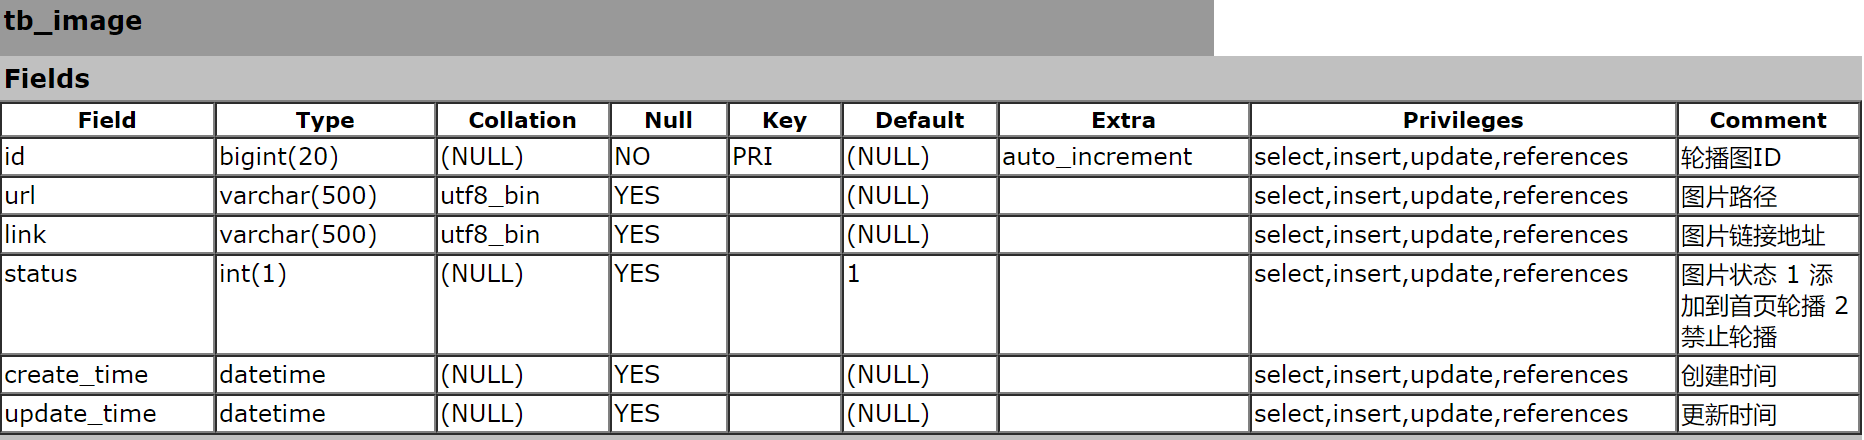 tb_image
Fields
Field Type Collation Null Key Default Extra Privileges Comment
id bigint(20) (NULL) NO PRI (NULL) auto_increment select,insert,update,references 轮播图ID
url varchar(500) utf8_bin YES (NULL) select,insert,update,references 图片路径
link varchar(500) utf8_bin YES (NULL) select,insert,update,references 图片链接地址
status int(1) (NULL) YES 1 select,insert,update,references 图片状态 1 添
加到首页轮播 2
禁止轮播
create_time datetime (NULL) YES (NULL) select,insert,update,references 创建时间
update_time datetime (NULL) YES (NULL) select,insert,update,references 更新时间